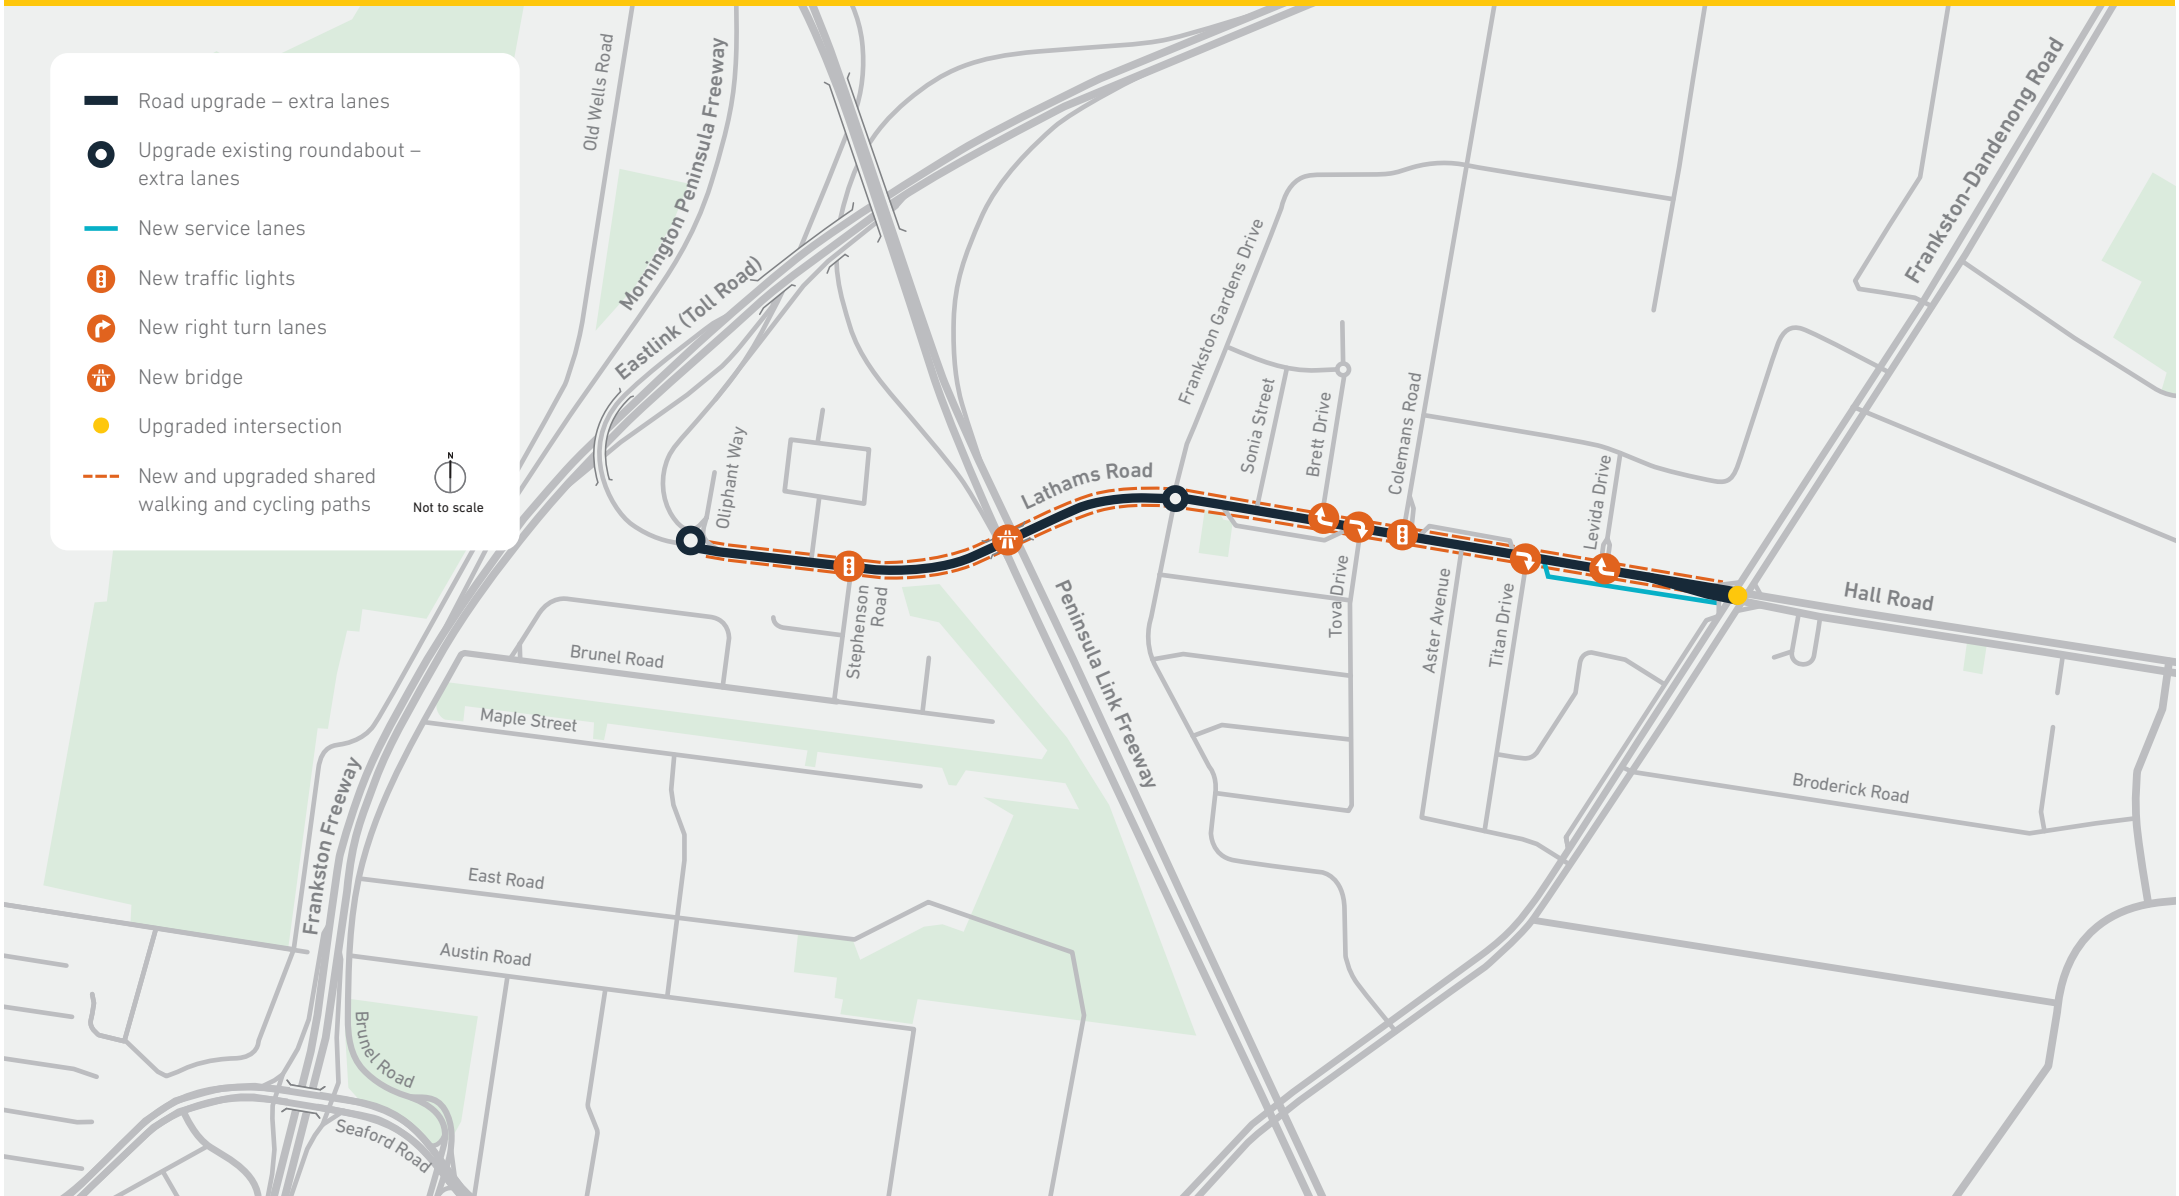 Road upgrade – extra lanes
Upgrade existing roundabout –
extra lanes
New service lanes
New traffic lights
New right turn lanes
New bridge
Upgraded intersection
New and upgraded shared
walking and cycling paths
N
Not to scale
Old Wells Road
Mornington Peninsula Freeway
Eastlink (Toll Road)
Frankston-Dandenong Road
Frankston Gardens Drive
Sonia Street
Brett Drive
Colemans Road
Levida Drive
Oliphant Way
Lathams Road
Hall Road
Stephenson
Road
Tova Drive
Aster Avenue
Titan Drive
Peninsula Link Freeway
Brunel Road
Maple Street
Broderick Road
Frankston Freeway
East Road
Austin Road
Brunel Road
Seaford Road